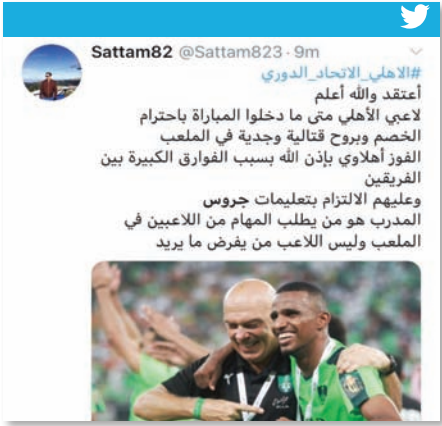 Sattam82 @Sattam823 · 9m
#الاهلي_الاتحاد_الدوري
أعتقد والله أعلم
لاعبي الأهلي متى ما دخلوا المباراة باحترام
الخصم وبروح قتالية وجدية في الملعب
الفوز أهلاوي بإذن الله بسبب الفوارق الكبيرة بين
الفريقين
وعليهم الالتزام بتعليمات جروس
المدرب هو من يطلب المهام من اللاعبين في
الملعب وليس اللاعب من يفرض ما يريد